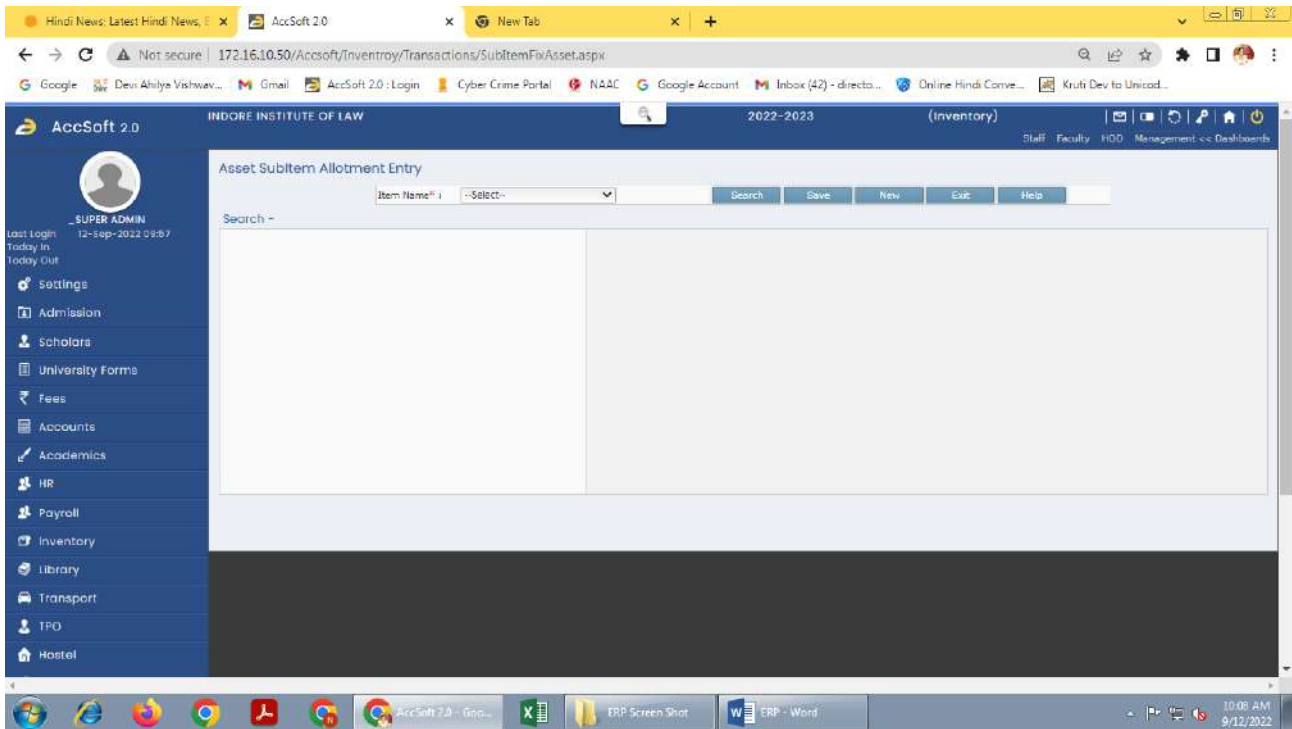 Hindi News: Latest Hindi News, E
AccSoft 2.0
New Tab
Not secure 172.16.10.50/Accsoft/Inventroy/Transactions/SubItemFixAsset.aspx
Google Devi Ahilya Vishwav... Gmail AccSoft 2.0 : Login Cyber Crime Portal NAAC Google Account Inbox (42) - directo... Online Hindi Conve... Kruti Dev to Unicod...
AccSoft 2.0
INDORE INSTITUTE OF LAW 2022-2023 (Inventory)
Staff Faculty HOD Management << Dashboards
Asset SubItem Allotment Entry
Item Name* : --Select-- Search Save New Exit Help
Search -
_SUPER ADMIN
Last Login 12-Sep-2022 09:57
Today In
Today Out
Settings
Admission
Scholars
University Forms
Fees
Accounts
Academics
HR
Payroll
Inventory
Library
Transport
TPO
Hostel
AccSoft 2.0 - Goo... ERP Screen Shot ERP - Word
10:08 AM
9/12/2022